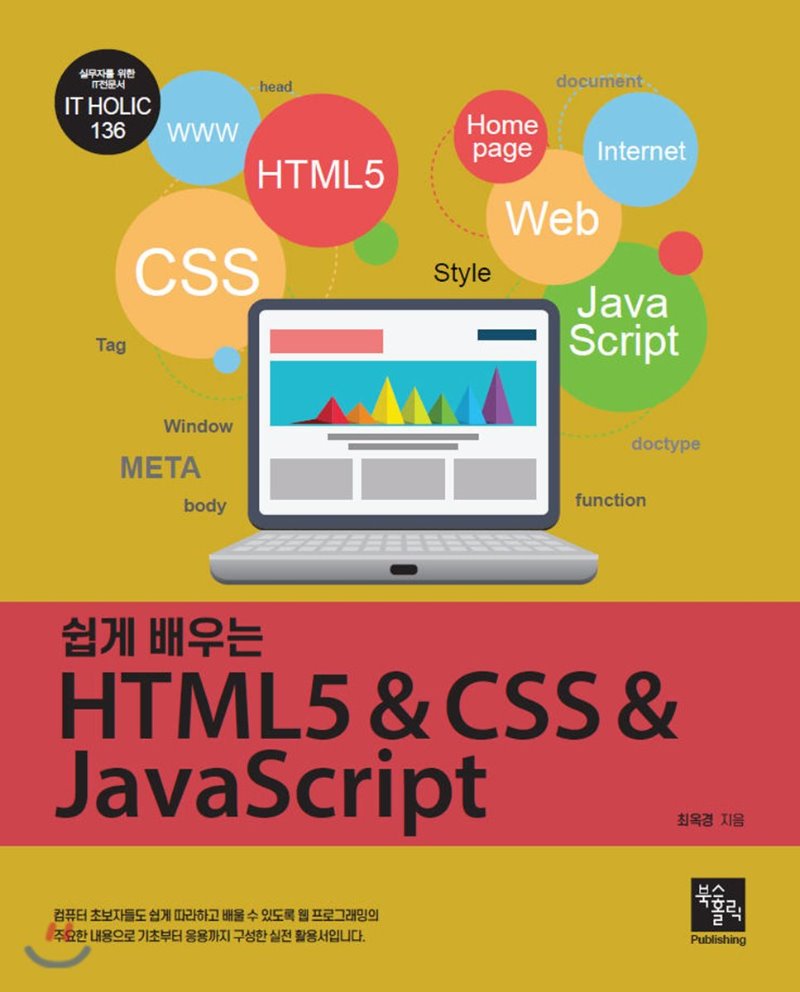 실무자를 위한
IT전문서
IT HOLIC
136
WWW
head
HTML5
CSS
Tag
Window
META
body
document
Home
page
Internet
Web
Style
Java
Script
doctype
function
쉽게 배우는
HTML5 & CSS &
JavaScript
최옥경 지음
컴퓨터 초보자들도 쉽게 따라하고 배울 수 있도록 웹 프로그래밍의
주요한 내용으로 기초부터 응용까지 구성한 실전 활용서입니다.
북스
홀릭
Publishing